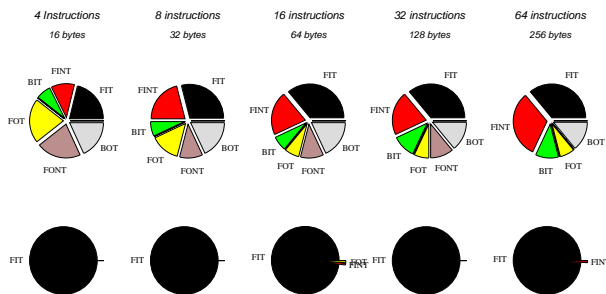 4 Instructions 8 instructions 16 instructions 32 instructions 64 instructions
16 bytes 32 bytes 64 bytes 128 bytes 256 bytes
FINT FIT BIT FOT BOT FONT
FINT FIT BIT FOT FONT BOT
FIT FINT BIT FOT FONT BOT
FIT FINT BIT FOT FONT BOT
FIT FINT BIT FOT BOT
FIT FIT FIT FOT FINT FIT FIT FIN